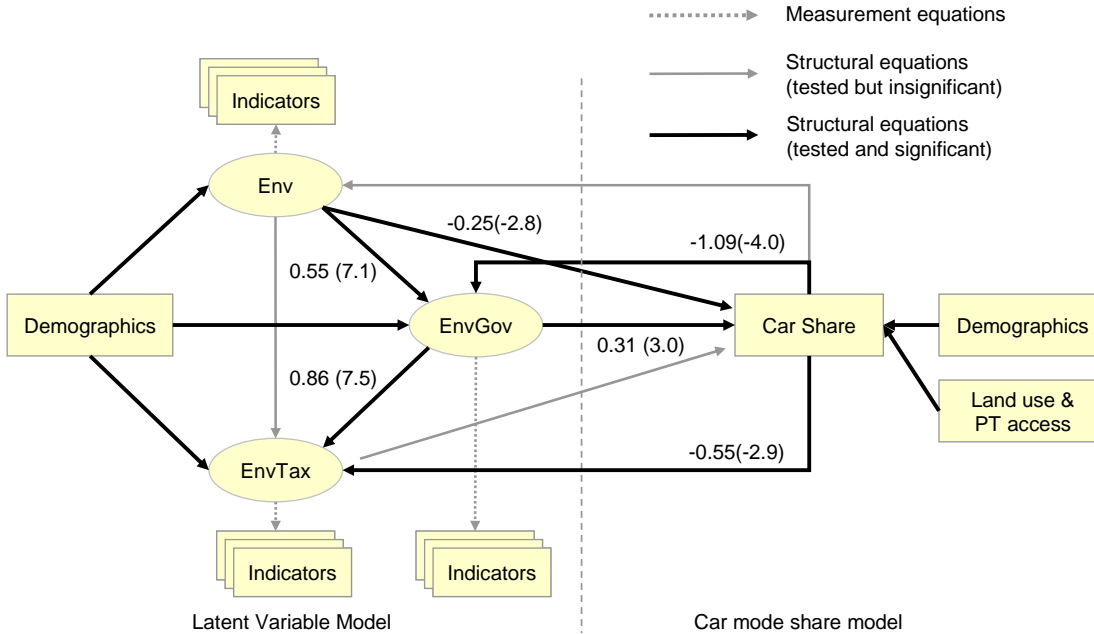 Measurement equations
Structural equations
(tested but insignificant)
Structural equations
(tested and significant)
Indicators
Env
-0.25(-2.8)
-1.09(-4.0)
0.55 (7.1)
Demographics
EnvGov
Car Share
Demographics
0.31 (3.0)
0.86 (7.5)
Land use &
PT access
-0.55(-2.9)
EnvTax
Indicators
Indicators
Latent Variable Model
Car mode share model